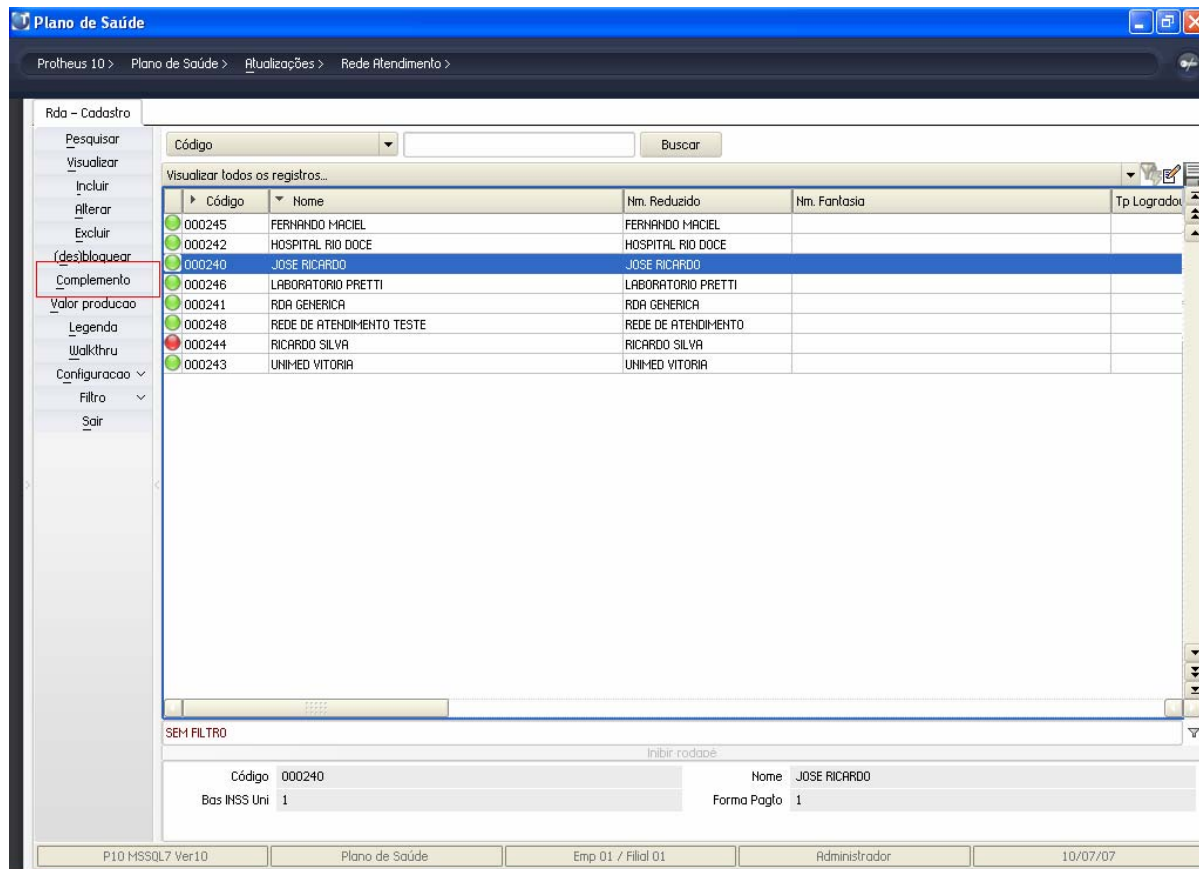 Plano de Saúde
Protheus 10 > Plano de Saúde > Atualizações > Rede Atendimento >
Rda - Cadastro
Pesquisar
Visualizar
Incluir
Alterar
Excluir
(des)bloquear
Complemento
Valor producao
Legenda
Walkthru
Configuracao
Filtro
Sair
Código Buscar
Visualizar todos os registros...
Código Nome Nm. Reduzido Nm. Fantasia Tp Logradou
000245 FERNANDO MACIEL FERNANDO MACIEL
000242 HOSPITAL RIO DOCE HOSPITAL RIO DOCE
000240 JOSE RICARDO JOSE RICARDO
000246 LABORATORIO PRETTI LABORATORIO PRETTI
000241 RDA GENERICA RDA GENERICA
000248 REDE DE ATENDIMENTO TESTE REDE DE ATENDIMENTO
000244 RICARDO SILVA RICARDO SILVA
000243 UNIMED VITORIA UNIMED VITORIA
SEM FILTRO
Inibir rodapé
Código 000240 Nome JOSE RICARDO
Bas INSS Uni 1 Forma Pagto 1
P10 MSSQL7 Ver10 Plano de Saúde Emp 01 / Filial 01 Administrador 10/07/07